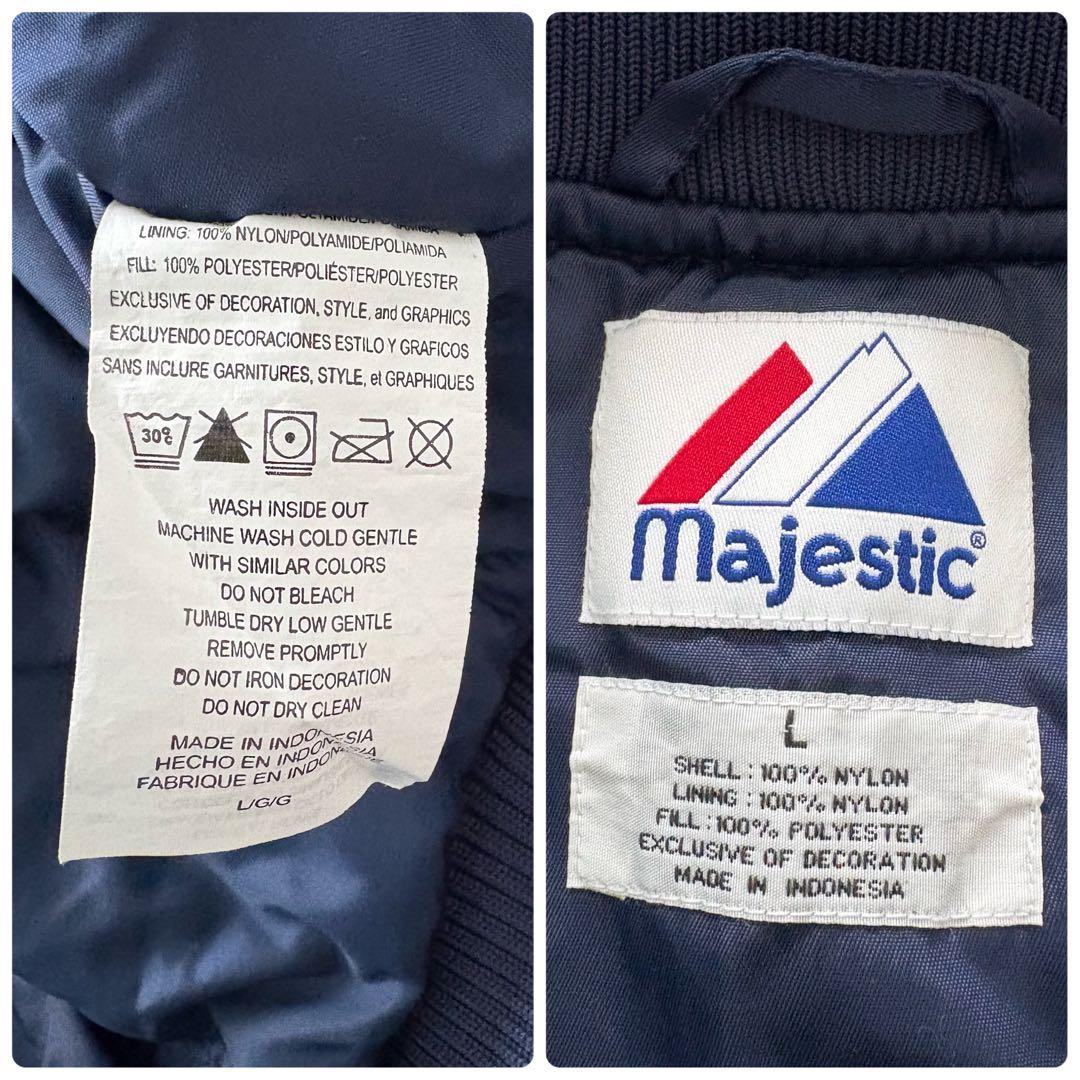 LINING: 100% NYLON/POLYAMIDE/POLIAMIDA
FILL: 100% POLYESTER/POLIÉSTER/POLYESTER
EXCLUSIVE OF DECORATION, STYLE, and GRAPHICS
EXCLUYENDO DECORACIONES ESTILO Y GRAFICOS
SANS INCLURE GARNITURES, STYLE, et GRAPHIQUES
30°C
WASH INSIDE OUT
MACHINE WASH COLD GENTLE
WITH SIMILAR COLORS
DO NOT BLEACH
TUMBLE DRY LOW GENTLE
REMOVE PROMPTLY
DO NOT IRON DECORATION
DO NOT DRY CLEAN
MADE IN INDONESIA
HECHO EN INDONESIA
FABRIQUE EN INDONESIA
L/G/G
Majestic®
L
SHELL : 100% NYLON
LINING : 100% NYLON
FILL : 100% POLYESTER
EXCLUSIVE OF DECORATION
MADE IN INDONESIA